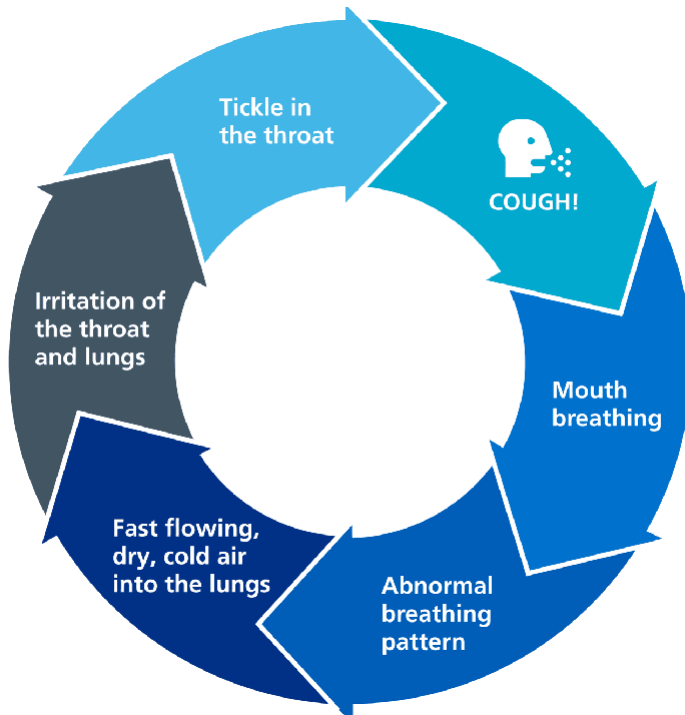 Tickle in
the throat
COUGH!
Mouth
breathing
Abnormal
breathing
pattern
Fast flowing,
dry, cold air
into the lungs
Irritation of
the throat
and lungs